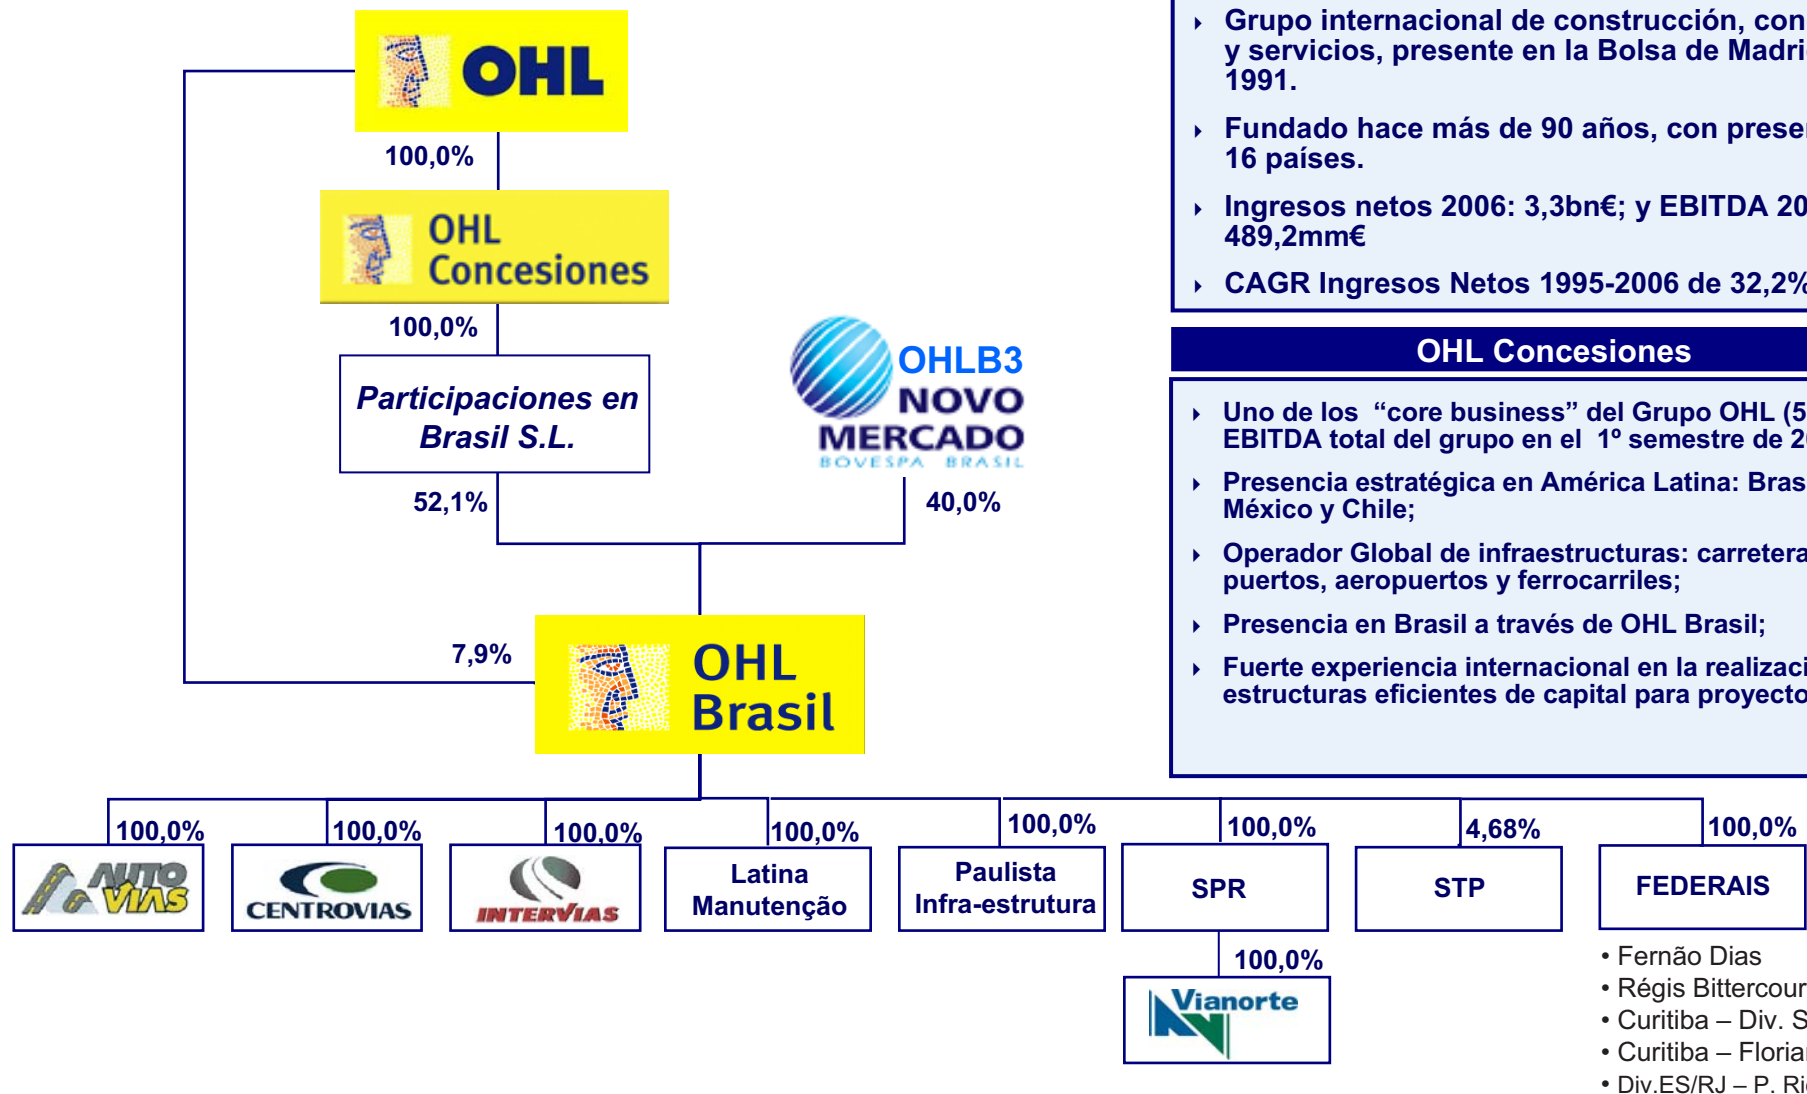 OHL
100,0%
OHL
Concesiones
100,0%
Participaciones en
Brasil S.L.
52,1%
OHLB3
NOVO
MERCADO
BOVESPA BRASIL
40,0%
7,9%
OHL
Brasil
100,0%
100,0%
100,0%
100,0%
100,0%
100,0%
4,68%
100,0%
AUTO
VIAS
CENTROVIAS
INTERVIAS
Latina
Manutenção
Paulista
Infra-estrutura
SPR
STP
FEDERAIS
100,0%
Vianorte
• Fernão Dias
• Régis
• Curitiba – Div.
• Curitiba –
• Div.ES/RJ – P.
Grupo internacional de construcción,
y servicios, presente en la Bolsa de
1991.
Fundado hace más de 90 años, con
16 países.
Ingresos netos 2006: 3,3bn€; y EBITDA
489,2mm€
CAGR Ingresos Netos 1995-2006 de 32,2%
OHL Concesiones
Uno de los “core business” del Grupo OHL
EBITDA total del grupo en el 1º semestre de
Presencia estratégica en América Latina:
México y Chile;
Operador Global de infraestructuras:
puertos, aeropuertos y ferrocarriles;
Presencia en Brasil a través de OHL Brasil;
Fuerte experiencia internacional en la
estructuras eficientes de capital para